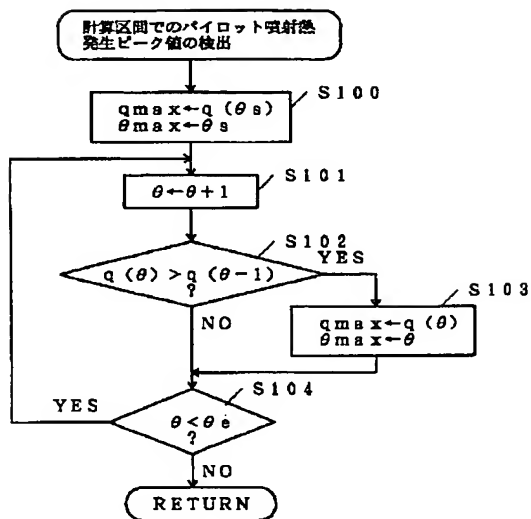 計算区間でのパイロット噴射熱
発生ピーク値の検出
S100
qmax←q(θs)
θmax←θs
S101
θ←θ+1
S102
YES
q(θ)>q(θ-1)
?
S103
NO
qmax←q(θ)
θmax←θ
S104
YES
θ<θe
?
NO
RETURN